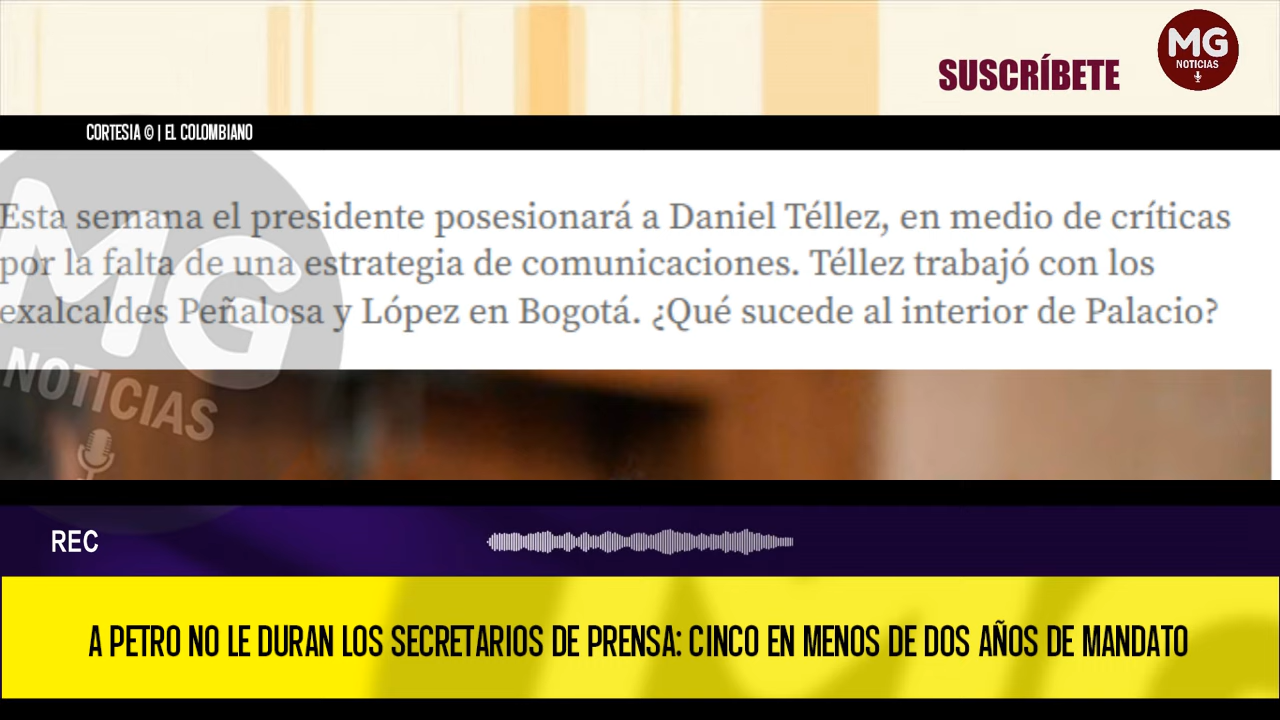 SUSCRÍBETE
MG
NOTICIAS
CORTESIA © | EL COLOMBIANO
Esta semana el presidente posesionará a Daniel Téllez, en medio de críticas
por la falta de una estrategia de comunicaciones. Téllez trabajó con los
exalcaldes Peñalosa y López en Bogotá. ¿Qué sucede al interior de Palacio?
MG
NOTICIAS
REC
A PETRO NO LE DURAN LOS SECRETARIOS DE PRENSA: CINCO EN MENOS DE DOS AÑOS DE MANDATO